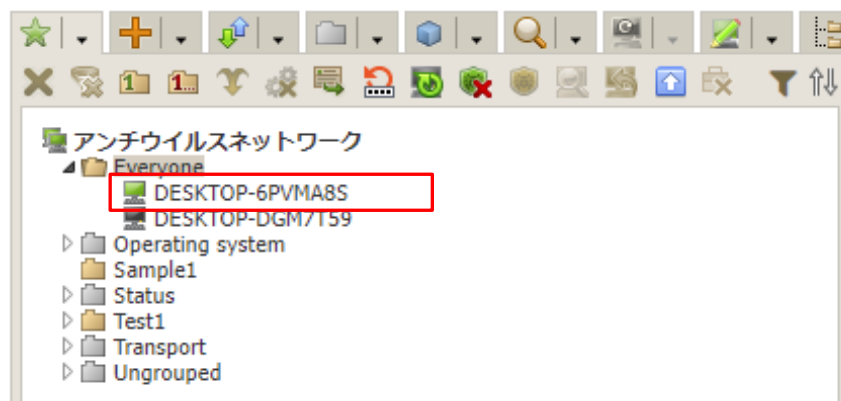 アンチウイルスネットワーク
Everyone
DESKTOP-6PVMA8S
DESKTOP-DGM7T59
Operating system
Sample1
Status
Test1
Transport
Ungrouped